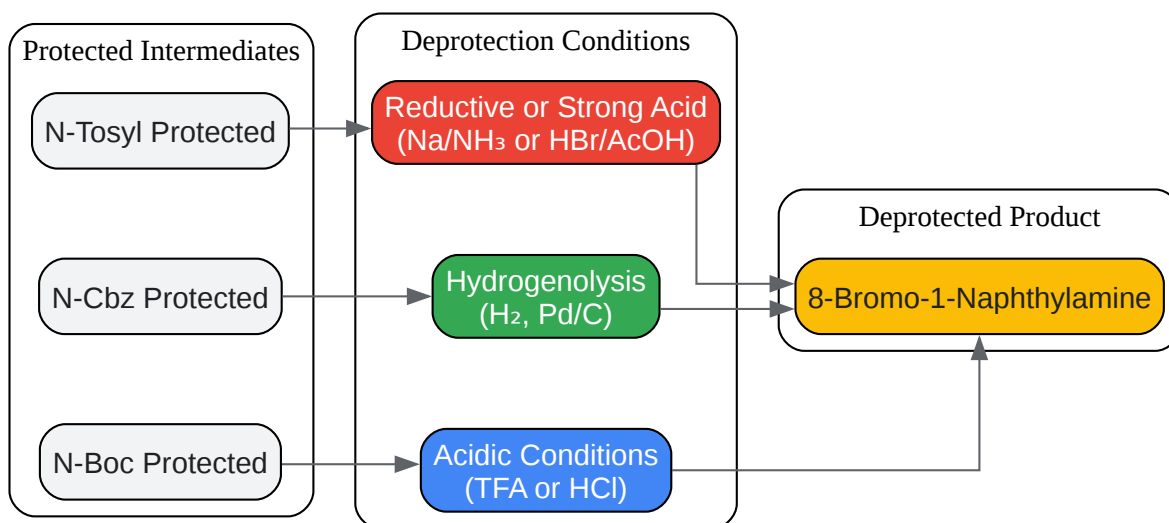 Protected Intermediates
N-Tosyl Protected
N-Cbz Protected
N-Boc Protected
Deprotection Conditions
Reductive or Strong Acid
(Na/NH₃ or HBr/AcOH)
Hydrogenolysis
(H₂, Pd/C)
Acidic Conditions
(TFA or HCl)
Deprotected Product
8-Bromo-1-Naphthylamine